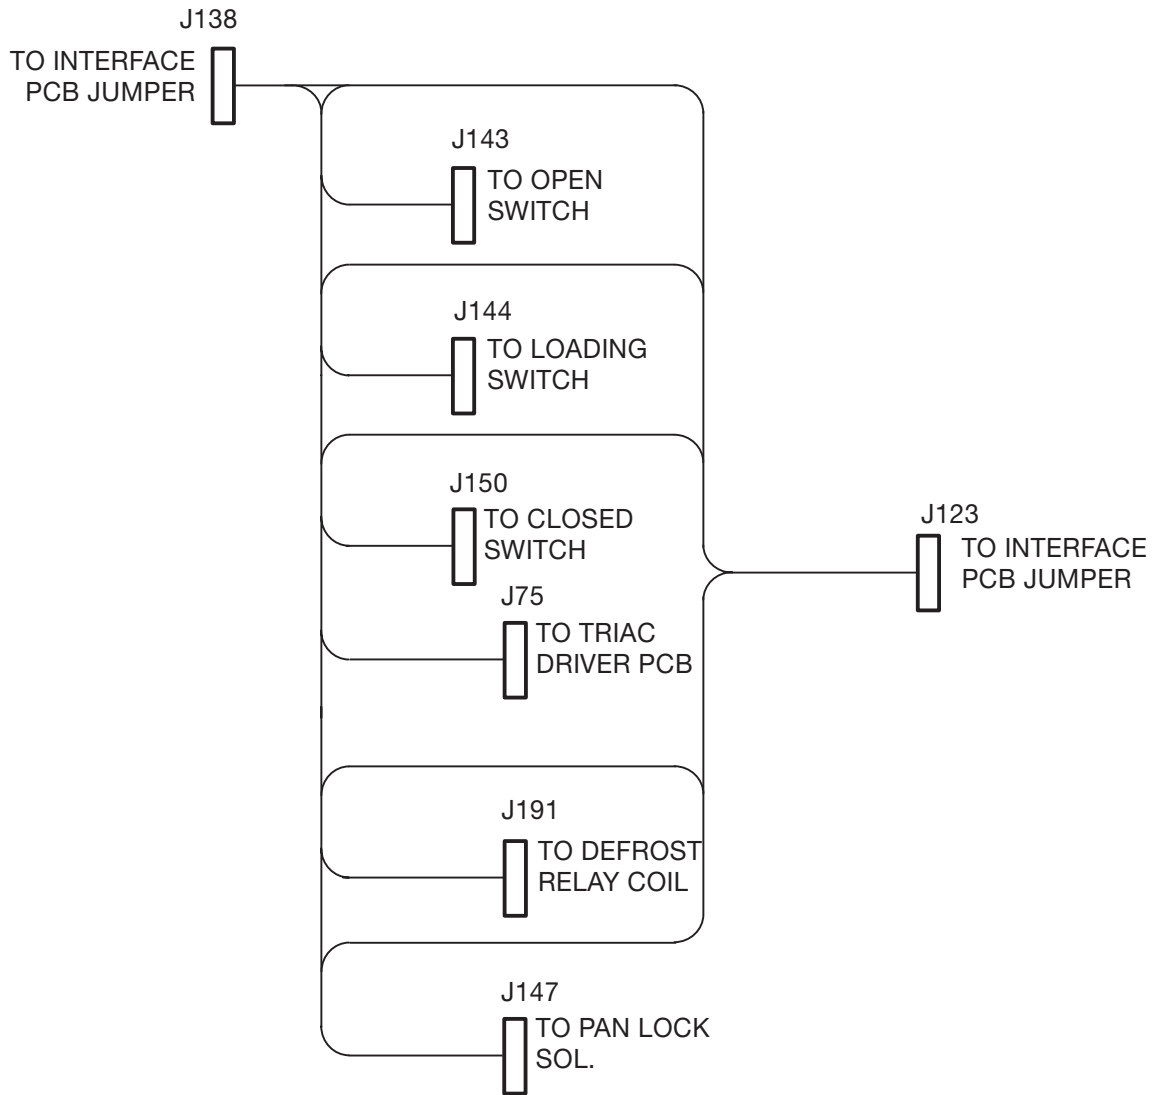 J138
TO INTERFACE
PCB JUMPER
J143
TO OPEN
SWITCH
J144
TO LOADING
SWITCH
J150
TO CLOSED
SWITCH
J123
TO INTERFACE
PCB JUMPER
J75
TO TRIAC
DRIVER PCB
J191
TO DEFROST
RELAY COIL
J147
TO PAN LOCK
SOL.